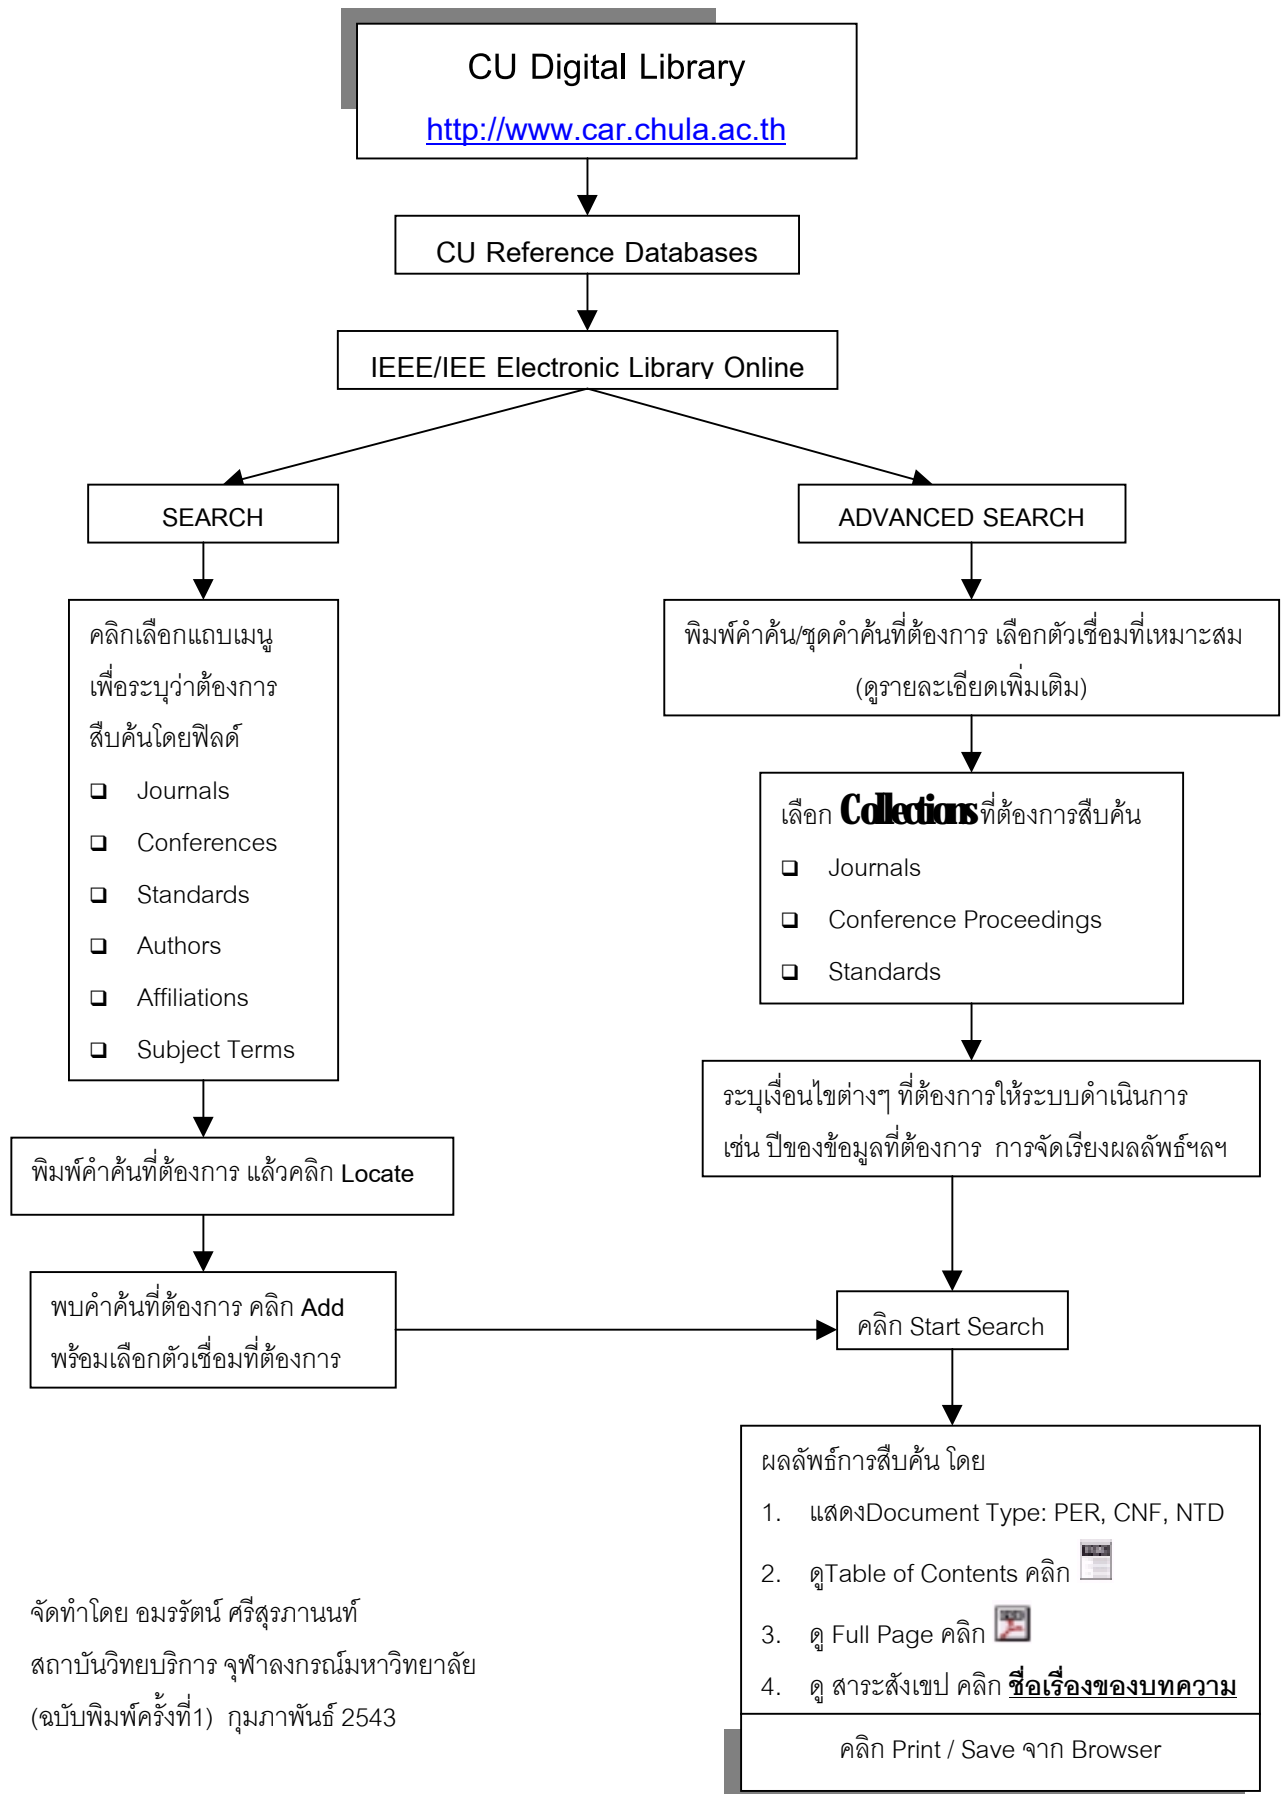 CU Digital Library
http://www.car.chula.ac.th
CU Reference Databases
IEEE/IEE Electronic Library Online
SEARCH
คลิกเลือกแถบเมนู
เพื่อระบุว่าต้องการ
สืบค้นโดยฟิลด์
❑ Journals
❑ Conferences
❑ Standards
❑ Authors
❑ Affiliations
❑ Subject Terms
พิมพ์คำค้นที่ต้องการ แล้วคลิก Locate
พบคำค้นที่ต้องการ คลิก Add
พร้อมเลือกตัวเชื่อมที่ต้องการ
ADVANCED SEARCH
พิมพ์คำค้น/ชุดคำค้นที่ต้องการ เลือกตัวเชื่อมที่เหมาะสม
(ดูรายละเอียดเพิ่มเติม)
เลือก Collections ที่ต้องการสืบค้น
❑ Journals
❑ Conference Proceedings
❑ Standards
ระบุเงื่อนไขต่างๆ ที่ต้องการให้ระบบดำเนินการ
เช่น ปีของข้อมูลที่ต้องการ การจัดเรียงผลลัพธ์ฯลฯ
คลิก Start Search
ผลลัพธ์การสืบค้น โดย
1. แสดงDocument Type: PER, CNF, NTD
2. ดูTable of Contents คลิก
3. ดู Full Page คลิก
4. ดู สาระสังเขป คลิก ชื่อเรื่องของบทความ
คลิก Print / Save จาก Browser
จัดทำโดย อมรรัตน์ ศรีสุรภานนท์
สถาบันวิทยบริการ จุฬาลงกรณ์มหาวิทยาลัย
(ฉบับพิมพ์ครั้งที่1) กุมภาพันธ์ 2543